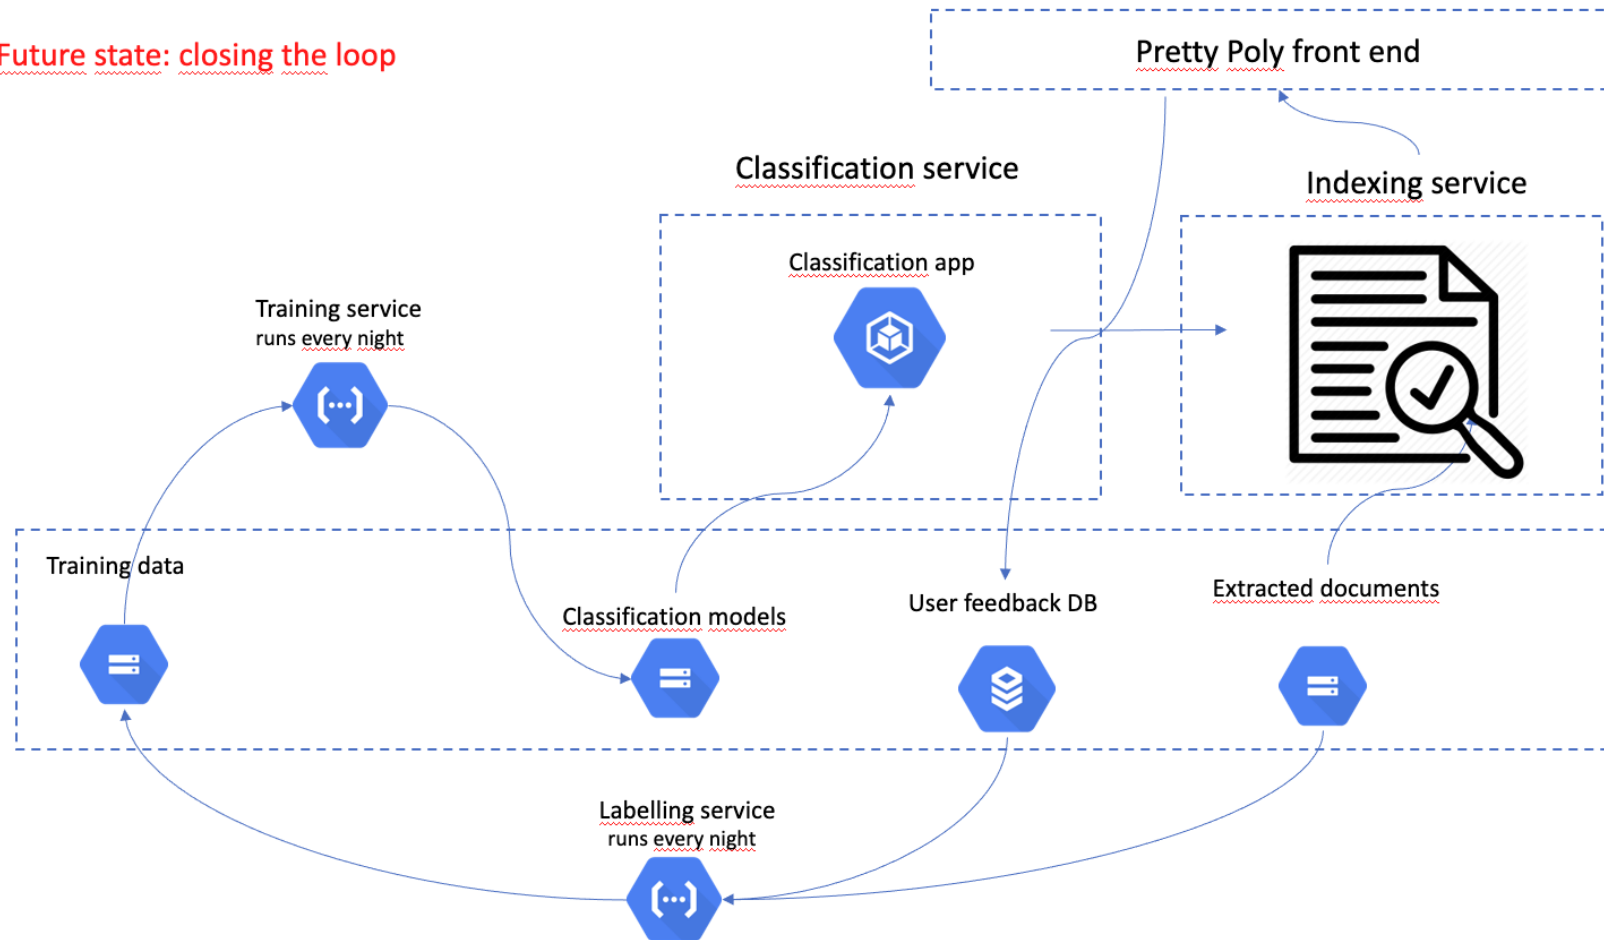 Future state: closing the loop
Pretty Poly front end
Classification service
Indexing service
Classification app
Training service
runs every night
Training data
Classification models
User feedback DB
Extracted documents
Labelling service
runs every night